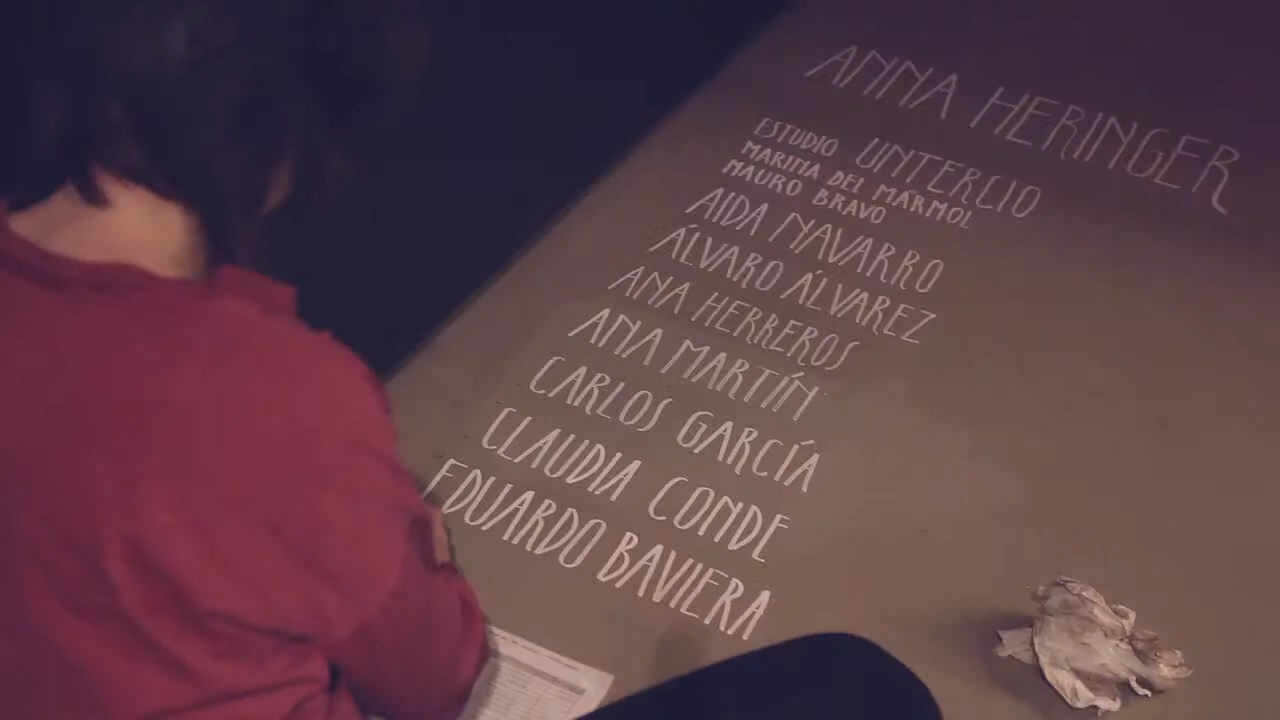 ANNA HERINGER
ESTUDIO UNTERCIO
MARINA DEL MÁRMOL
MAURO BRAVO
AIDA NAVARRO
ÁLVARO ÁLVAREZ
ANA HERREROS
ANA MARTÍN
CARLOS GARCÍA
CLAUDIA CONDE
EDUARDO BAVIERA